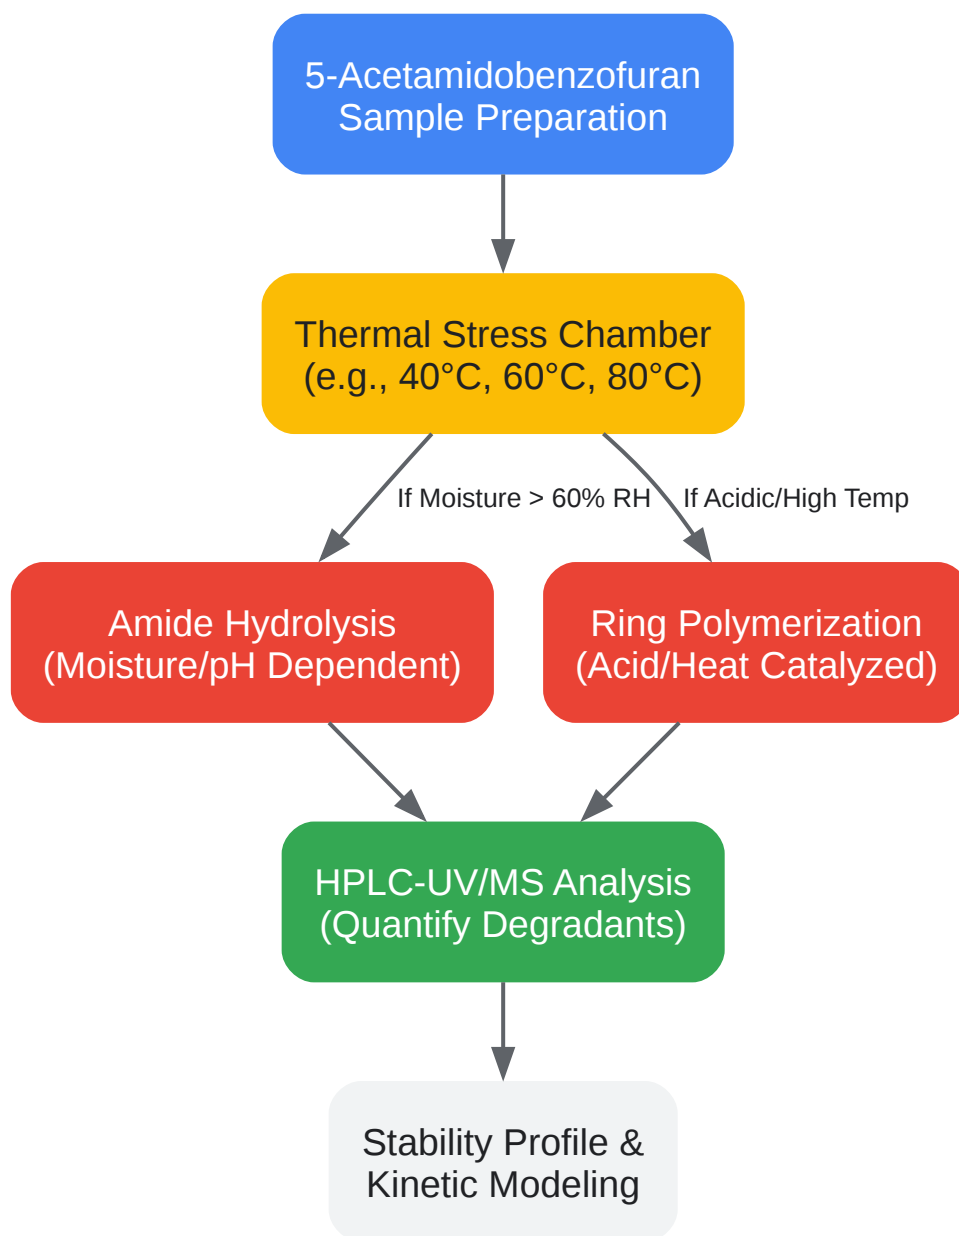 5-Acetamidobenzofuran
Sample Preparation
Thermal Stress Chamber
(e.g., 40°C, 60°C, 80°C)
If Moisture > 60% RH
If Acidic/High Temp
Amide Hydrolysis
(Moisture/pH Dependent)
Ring Polymerization
(Acid/Heat Catalyzed)
HPLC-UV/MS Analysis
(Quantify Degradants)
Stability Profile &
Kinetic Modeling